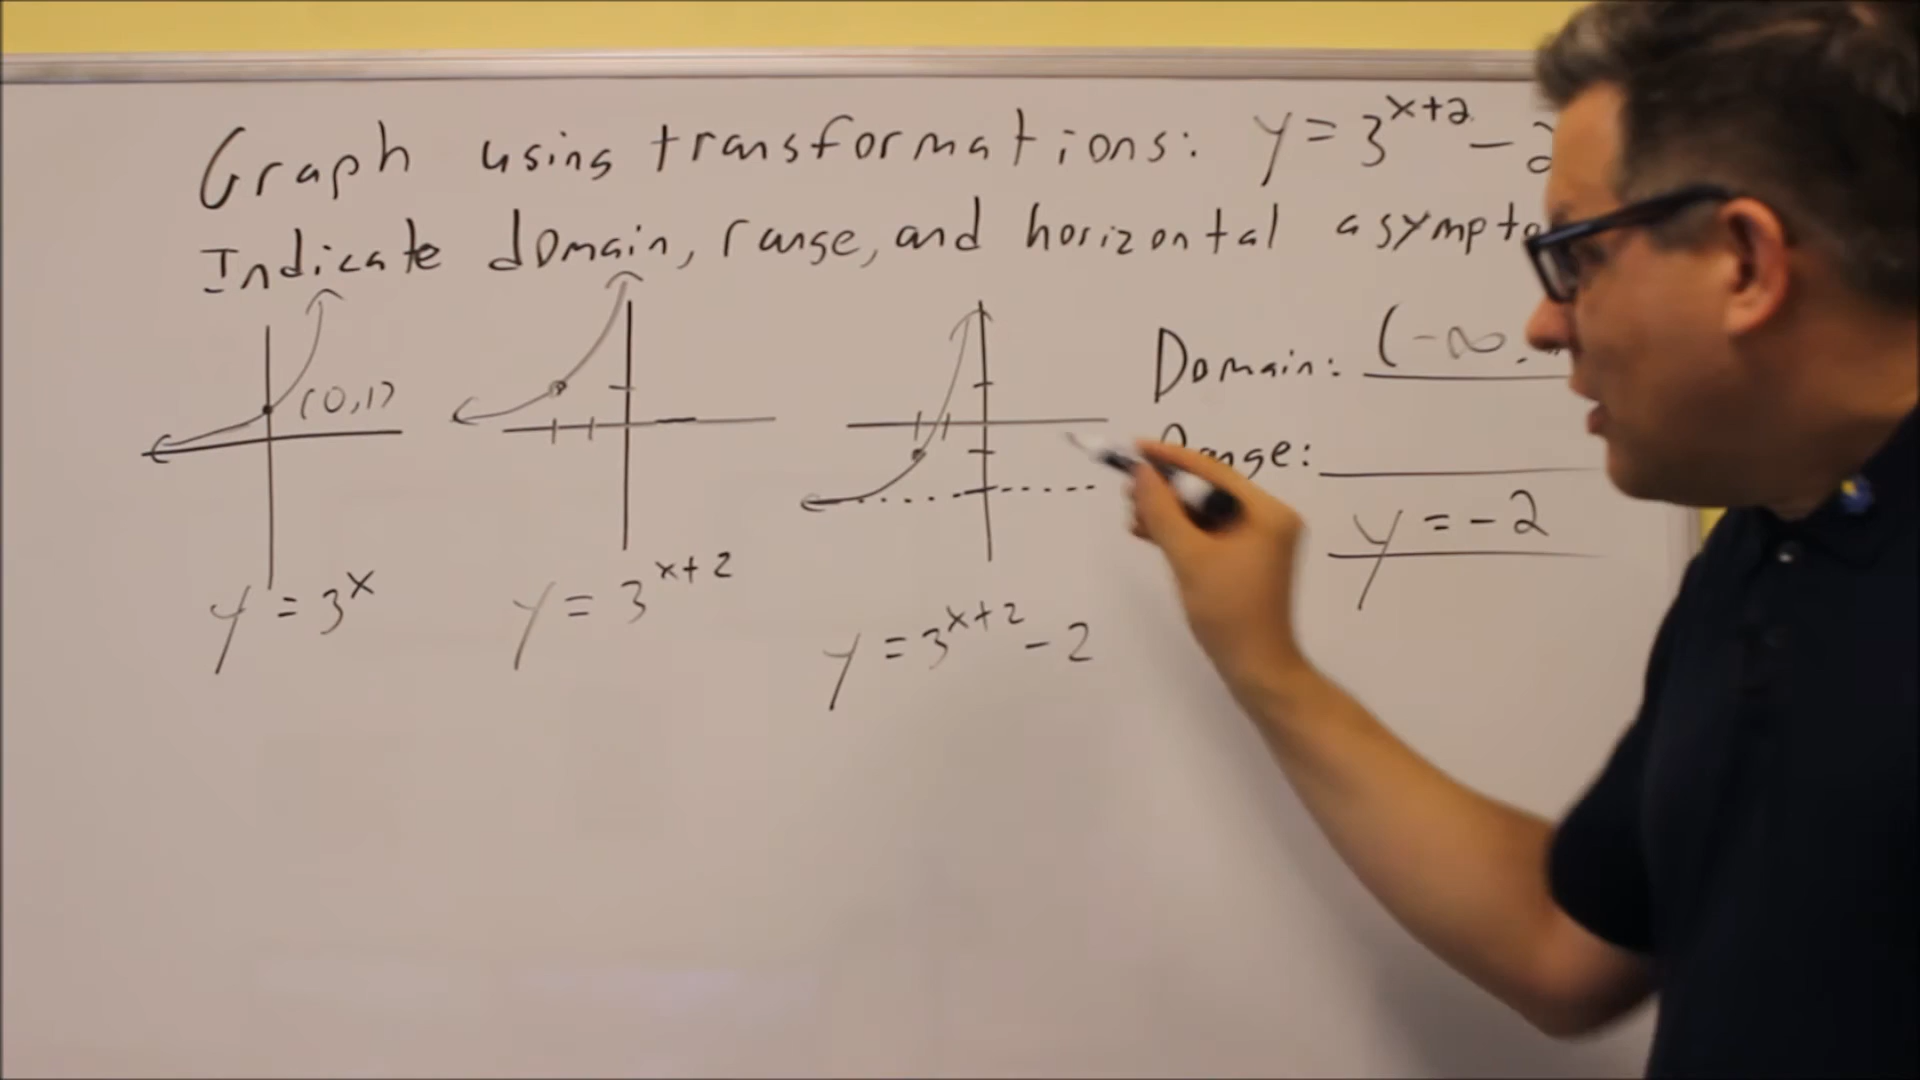 Graph using transformations: y = 3^{x+2} - 2
Indicate domain, range, and horizontal
(0,1)
Domain: (-∞,
Range:
y = -2
y = 3^x
y = 3^{x+2}
y = 3^{x+2} - 2